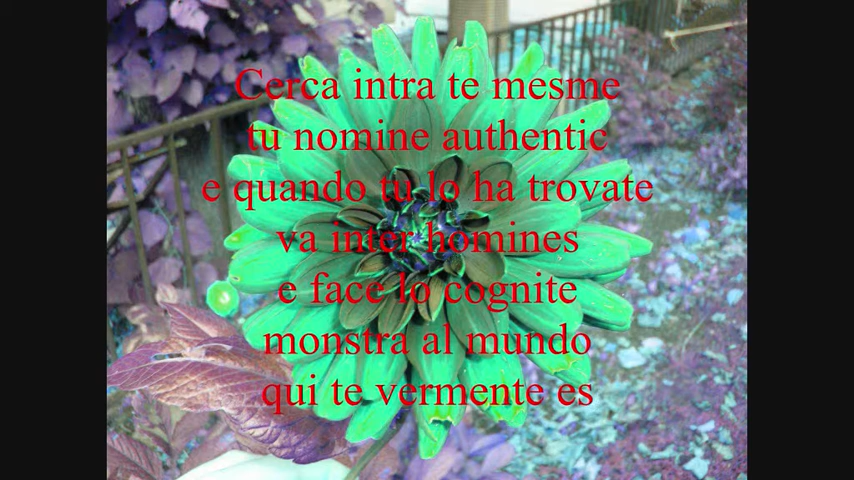 Cerca intra te mesme
tu nomine authentic
e quando tu lo ha trovate
va inter homines
e face lo cognite
monstra al mundo
qui te vermente es